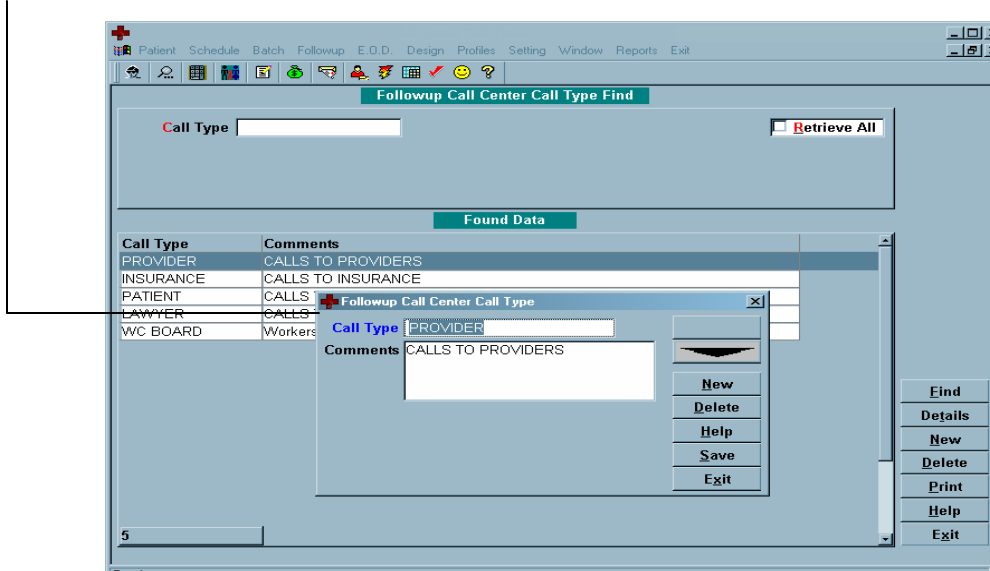 Patient Schedule Batch Followup E.O.D. Design Profiles Setting Window Reports Exit
Followup Call Center Call Type Find
Call Type
Retrieve All
Found Data
Call Type Comments
PROVIDER CALLS TO PROVIDERS
INSURANCE CALLS TO INSURANCE
PATIENT CALLS
LAWYER CALLS
WC BOARD Workers
Followup Call Center Call Type
Call Type PROVIDER
Comments CALLS TO PROVIDERS
New
Delete
Help
Save
Exit
Find
Details
New
Delete
Print
Help
Exit
5